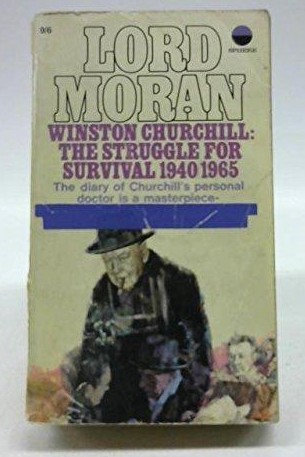 9/6
LORD
MORAN
WINSTON CHURCHILL:
THE STRUGGLE FOR
SURVIVAL 1940/1965
The diary of Churchill's personal
doctor is a masterpiece-